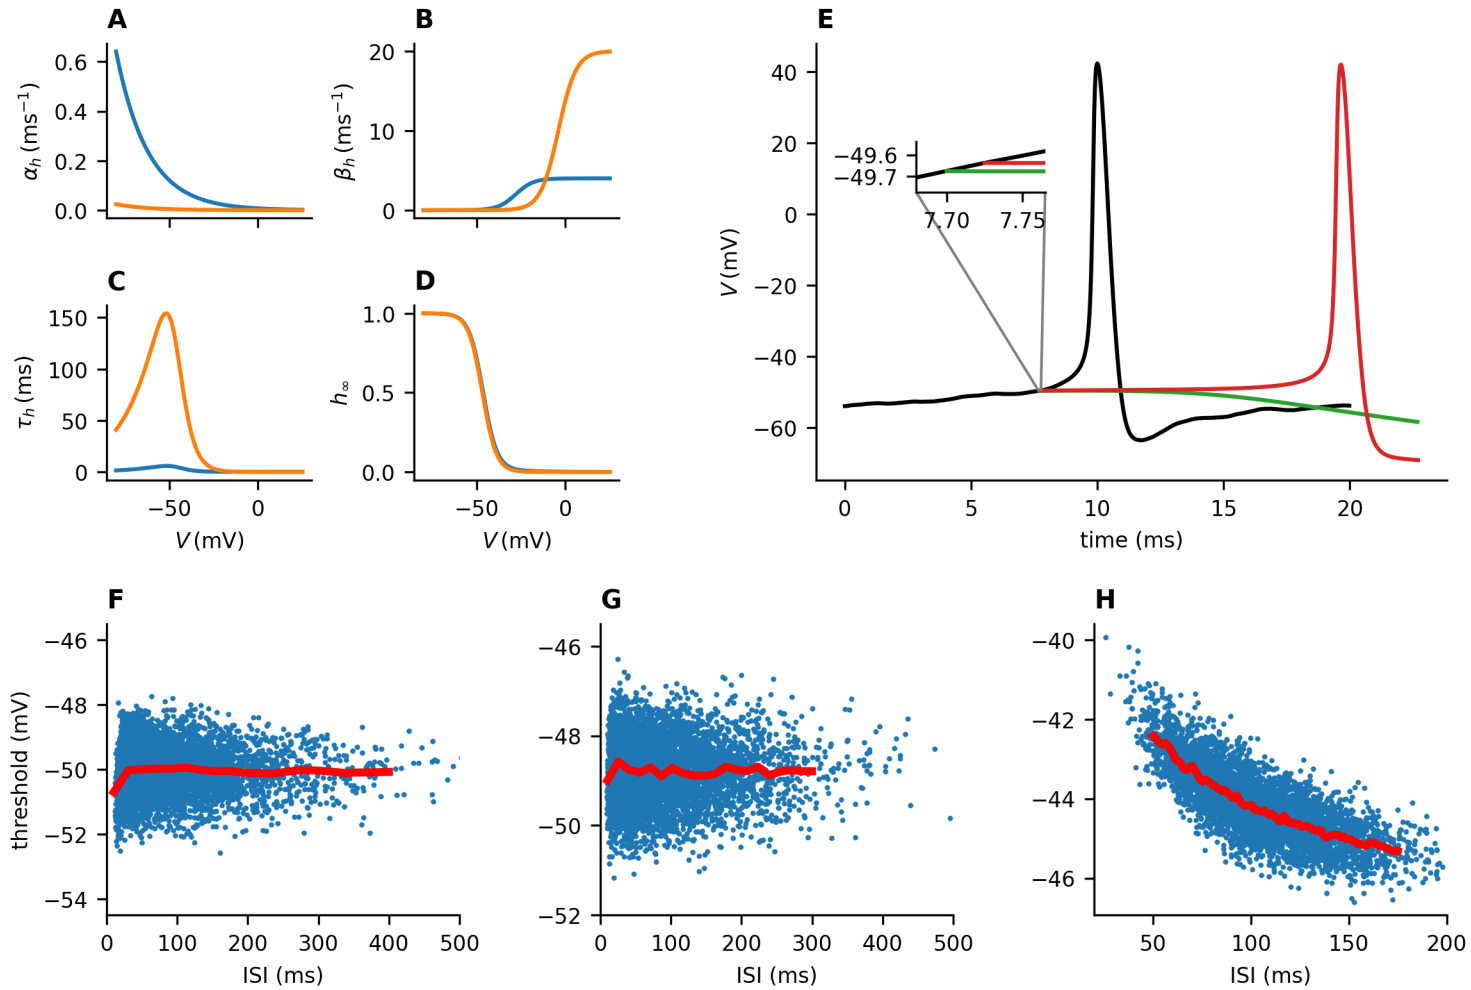 A
0.6
0.4
0.2
0.0
α_h (ms⁻¹)
B
20
10
0
β_h (ms⁻¹)
C
150
100
50
0
τ_h (ms)
−50 0
V (mV)
D
1.0
0.5
0.0
h_∞
−50 0
V (mV)
E
40
20
0
−20
−40
−60
V (mV)
−49.6
−49.7
7.70 7.75
0 5 10 15 20
time (ms)
F
−46
−48
−50
−52
−54
threshold (mV)
0 100 200 300 400 500
ISI (ms)
G
−46
−48
−50
−52
0 100 200 300 400 500
ISI (ms)
H
−40
−42
−44
−46
50 100 150 200
ISI (ms)